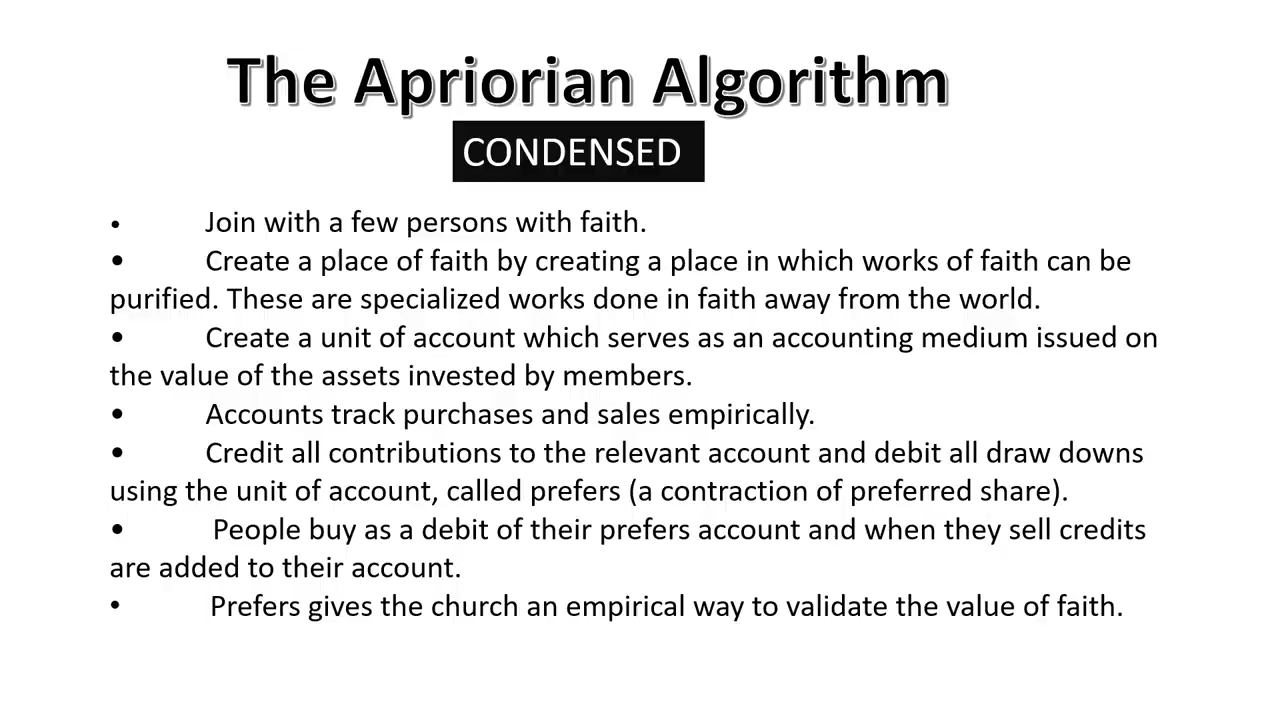 The Apriorian Algorithm
CONDENSED
• Join with a few persons with faith.
• Create a place of faith by creating a place in which works of faith can be
purified. These are specialized works done in faith away from the world.
• Create a unit of account which serves as an accounting medium issued on
the value of the assets invested by members.
• Accounts track purchases and sales empirically.
• Credit all contributions to the relevant account and debit all draw downs
using the unit of account, called prefers (a contraction of preferred share).
• People buy as a debit of their prefers account and when they sell credits
are added to their account.
• Prefers gives the church an empirical way to validate the value of faith.